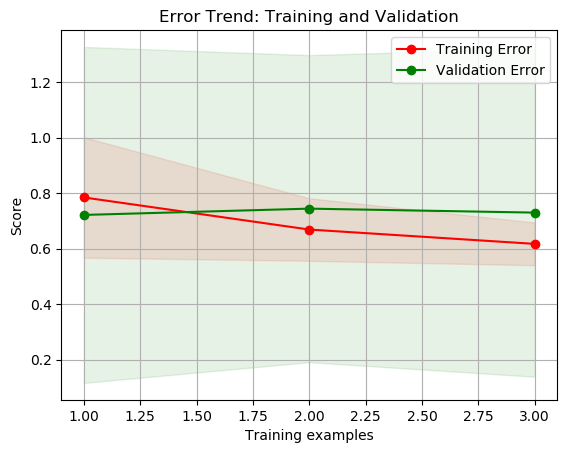 Error Trend: Training and Validation
Training Error
Validation Error
Score
1.2
1.0
0.8
0.6
0.4
0.2
1.00 1.25 1.50 1.75 2.00 2.25 2.50 2.75 3.00
Training examples